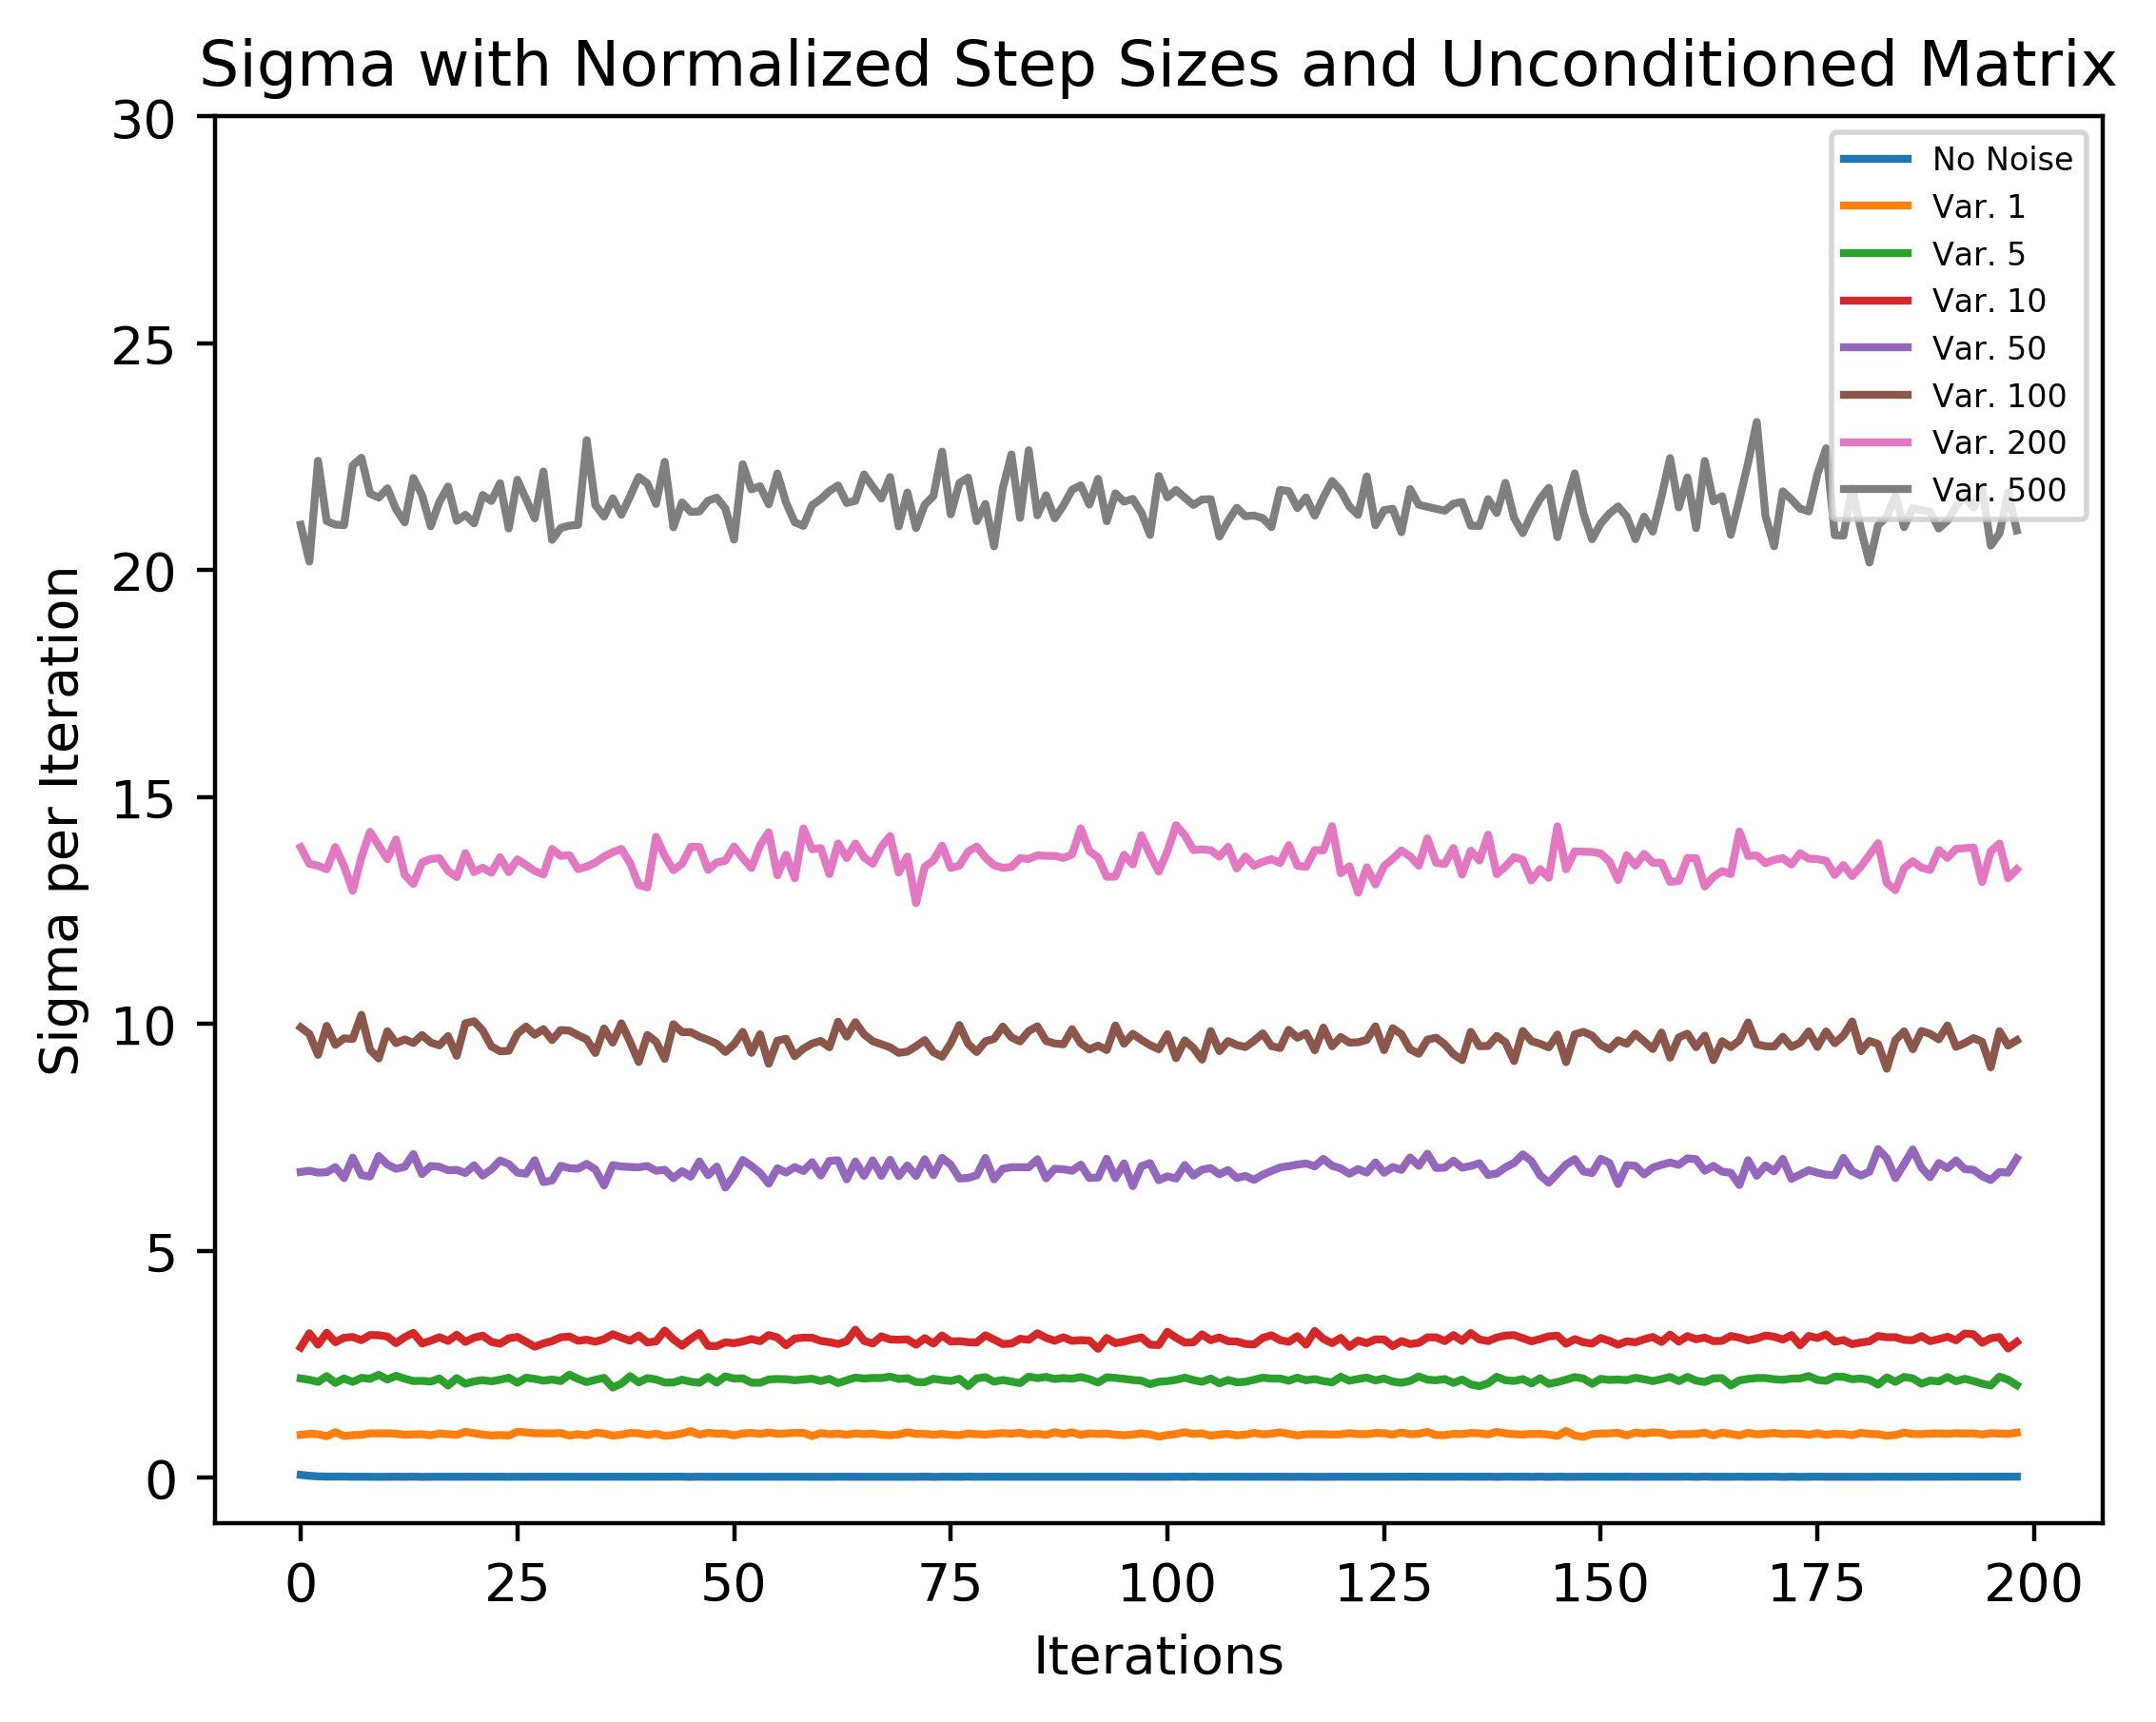 Sigma with Normalized Step Sizes and Unconditioned Matrix
30
25
20
15
10
5
0
Sigma per Iteration
No Noise
Var. 1
Var. 5
Var. 10
Var. 50
Var. 100
Var. 200
Var. 500
0 25 50 75 100 125 150 175 200
Iterations